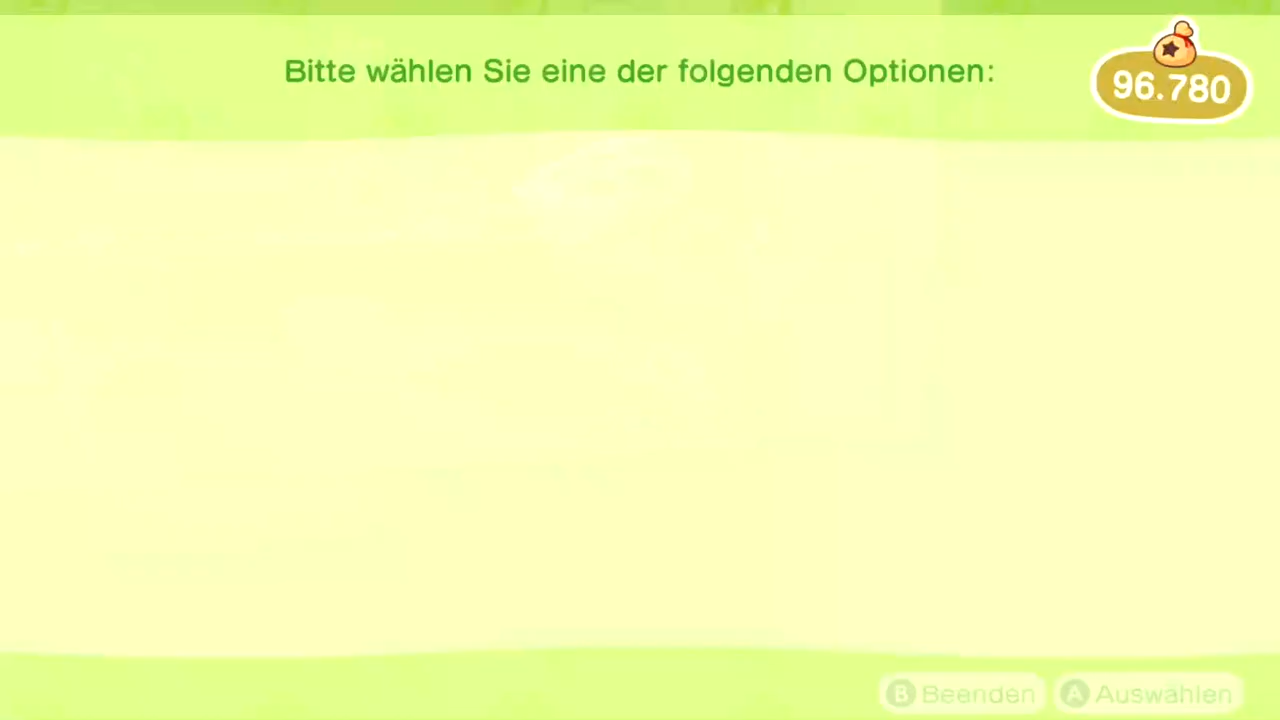 Bitte wählen Sie eine der folgenden Optionen:
96.780
B Beenden A Auswählen